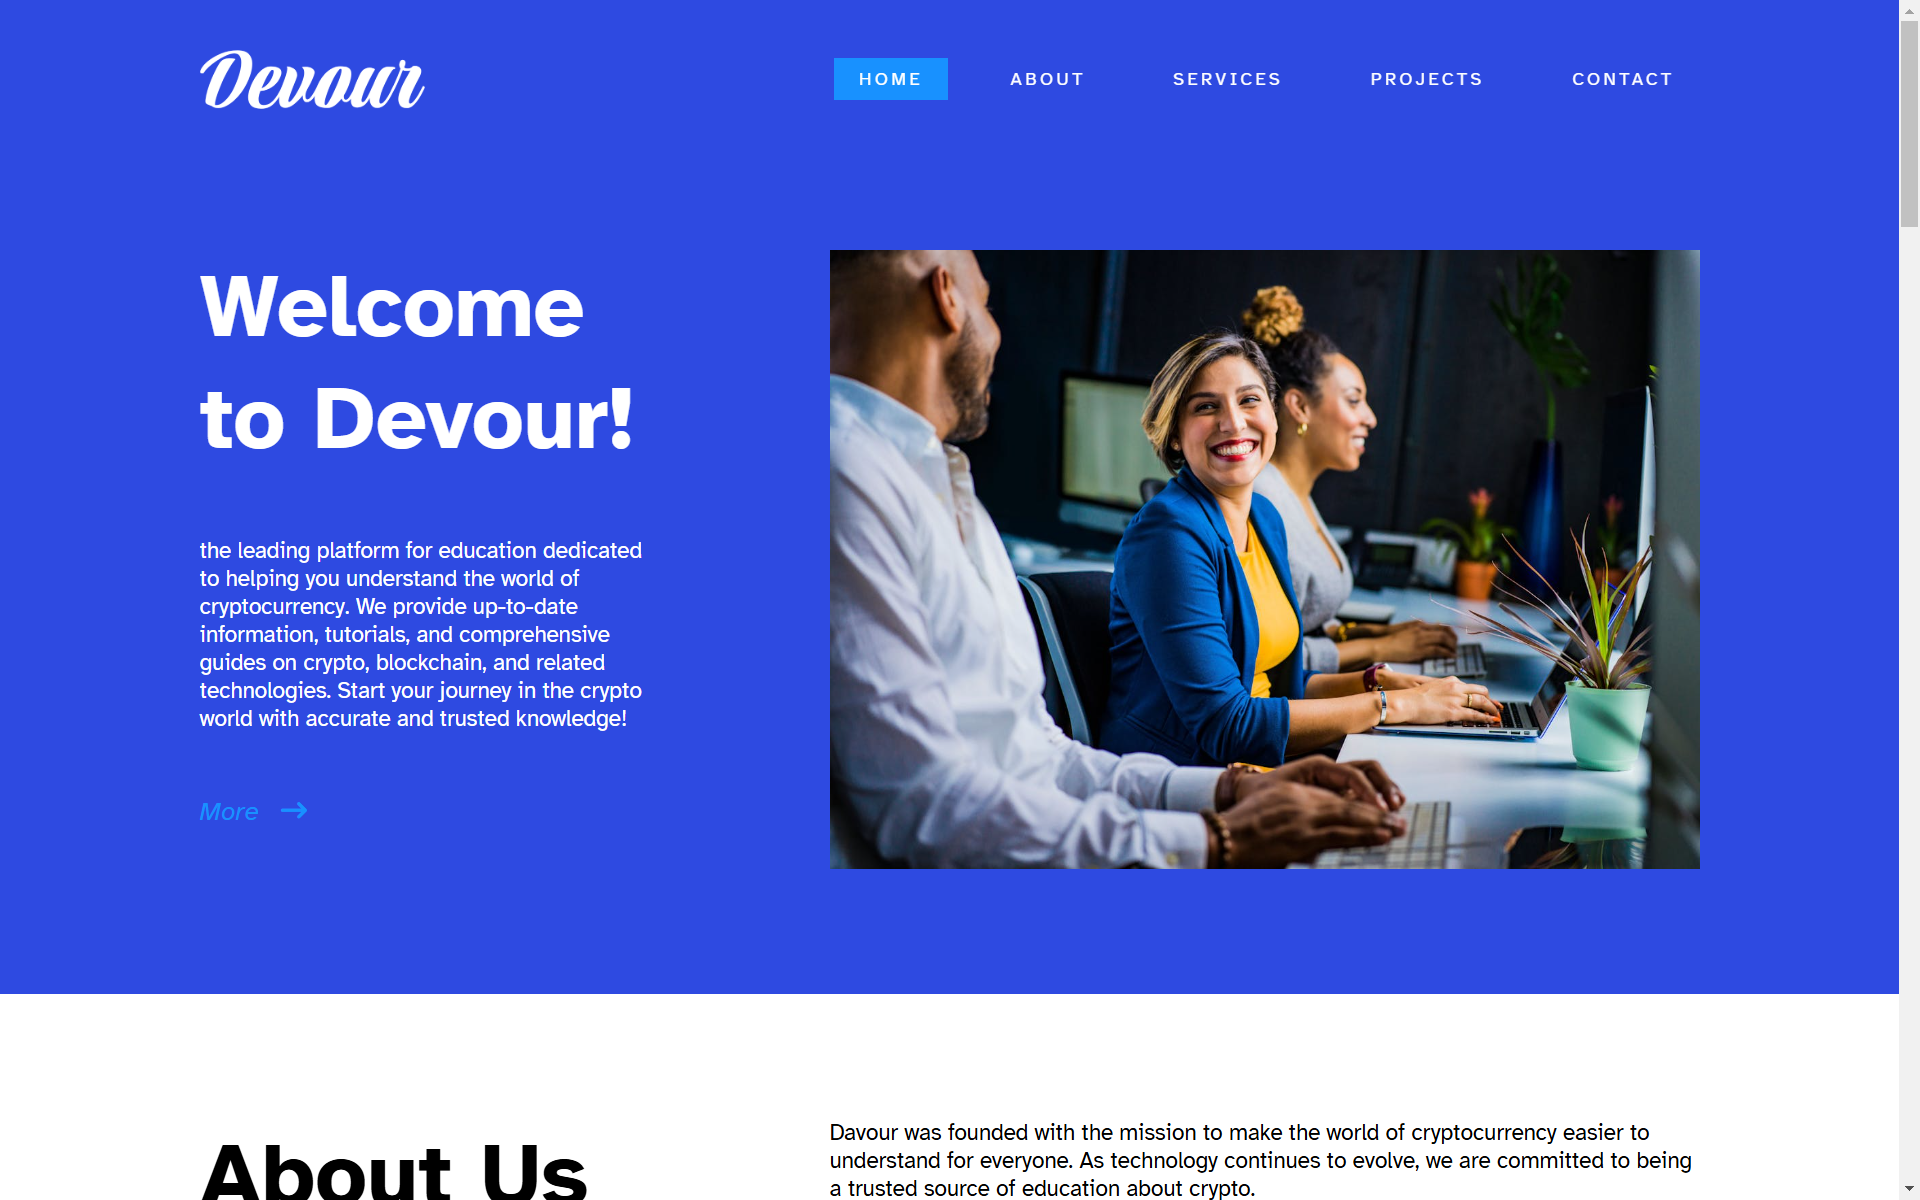 Devour
HOME
ABOUT
SERVICES
PROJECTS
CONTACT
Welcome
to Devour!
the leading platform for education dedicated
to helping you understand the world of
cryptocurrency. We provide up-to-date
information, tutorials, and comprehensive
guides on crypto, blockchain, and related
technologies. Start your journey in the crypto
world with accurate and trusted knowledge!
More
About Us
Davour was founded with the mission to make the world of cryptocurrency easier to
understand for everyone. As technology continues to evolve, we are committed to being
a trusted source of education about crypto.